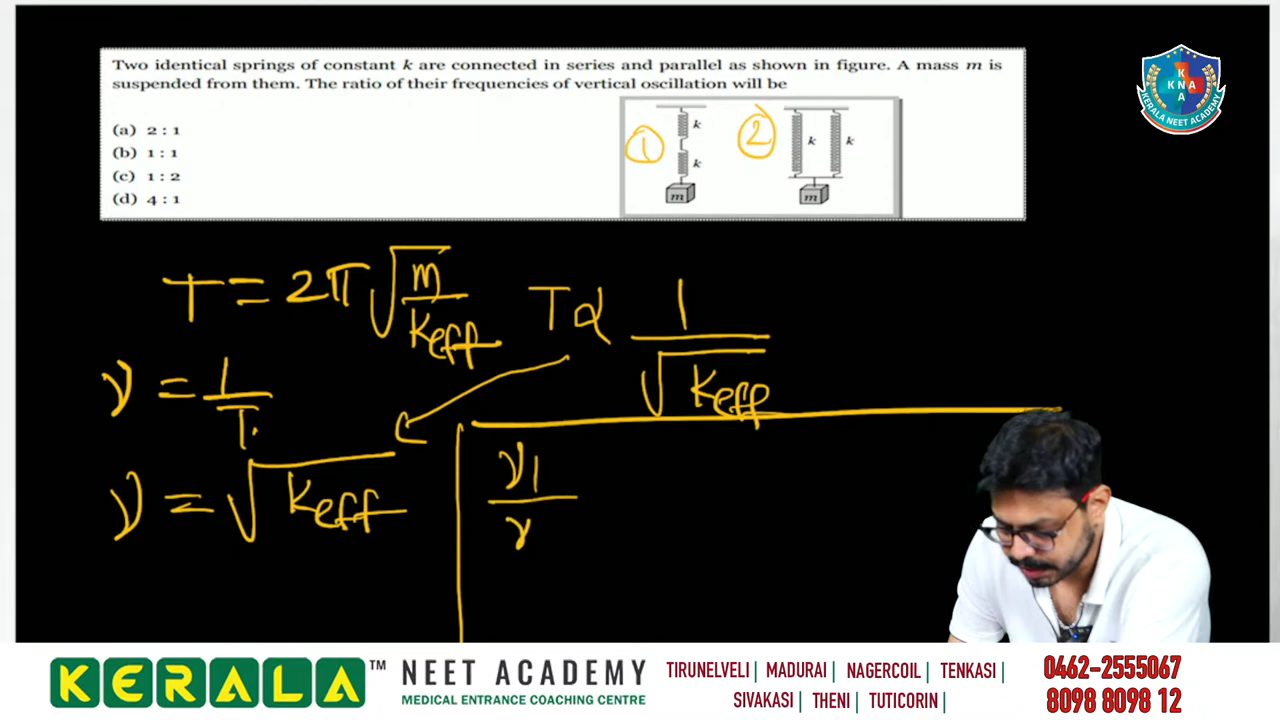 Two identical springs of constant k are connected in series and parallel as shown in figure. A mass m is
suspended from them. The ratio of their frequencies of vertical oscillation will be
(a) 2 : 1
(b) 1 : 1
(c) 1 : 2
(d) 4 : 1
1
k
k
m
2
k
k
m
KNA
KNA
KERALA NEET ACADEMY
T = 2π√(m/Keff)
T ∝ 1/√Keff
ν = 1/T
ν = √Keff
ν1/ν
KERALA™
NEET ACADEMY
MEDICAL ENTRANCE COACHING CENTRE
TIRUNELVELI | MADURAI | NAGERCOIL | TENKASI |
SIVAKASI | THENI | TUTICORIN |
0462-2555067
8098 8098 12